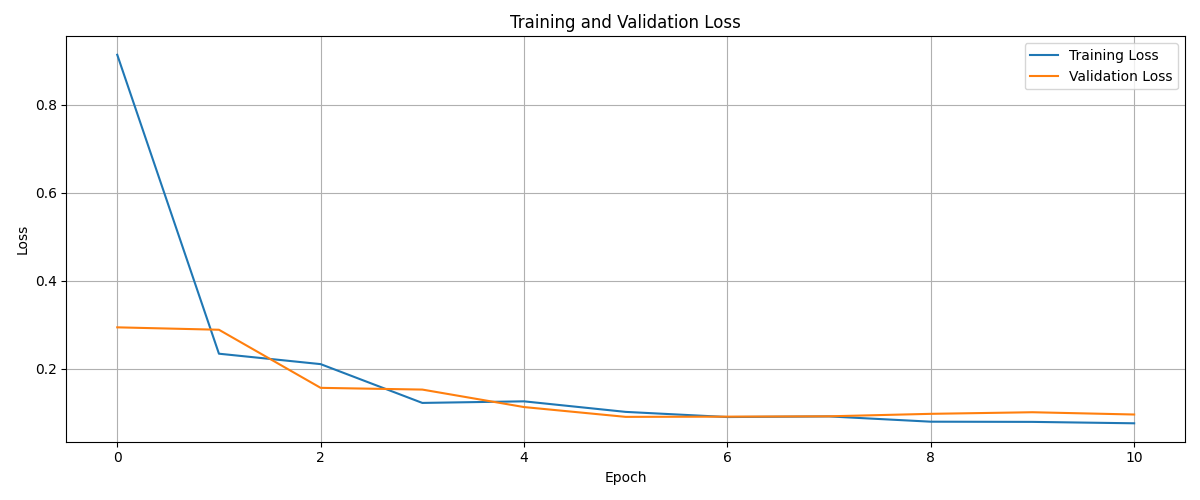 Training and Validation Loss
Training Loss
Validation Loss
0.8
0.6
0.4
0.2
Loss
0 2 4 6 8 10
Epoch